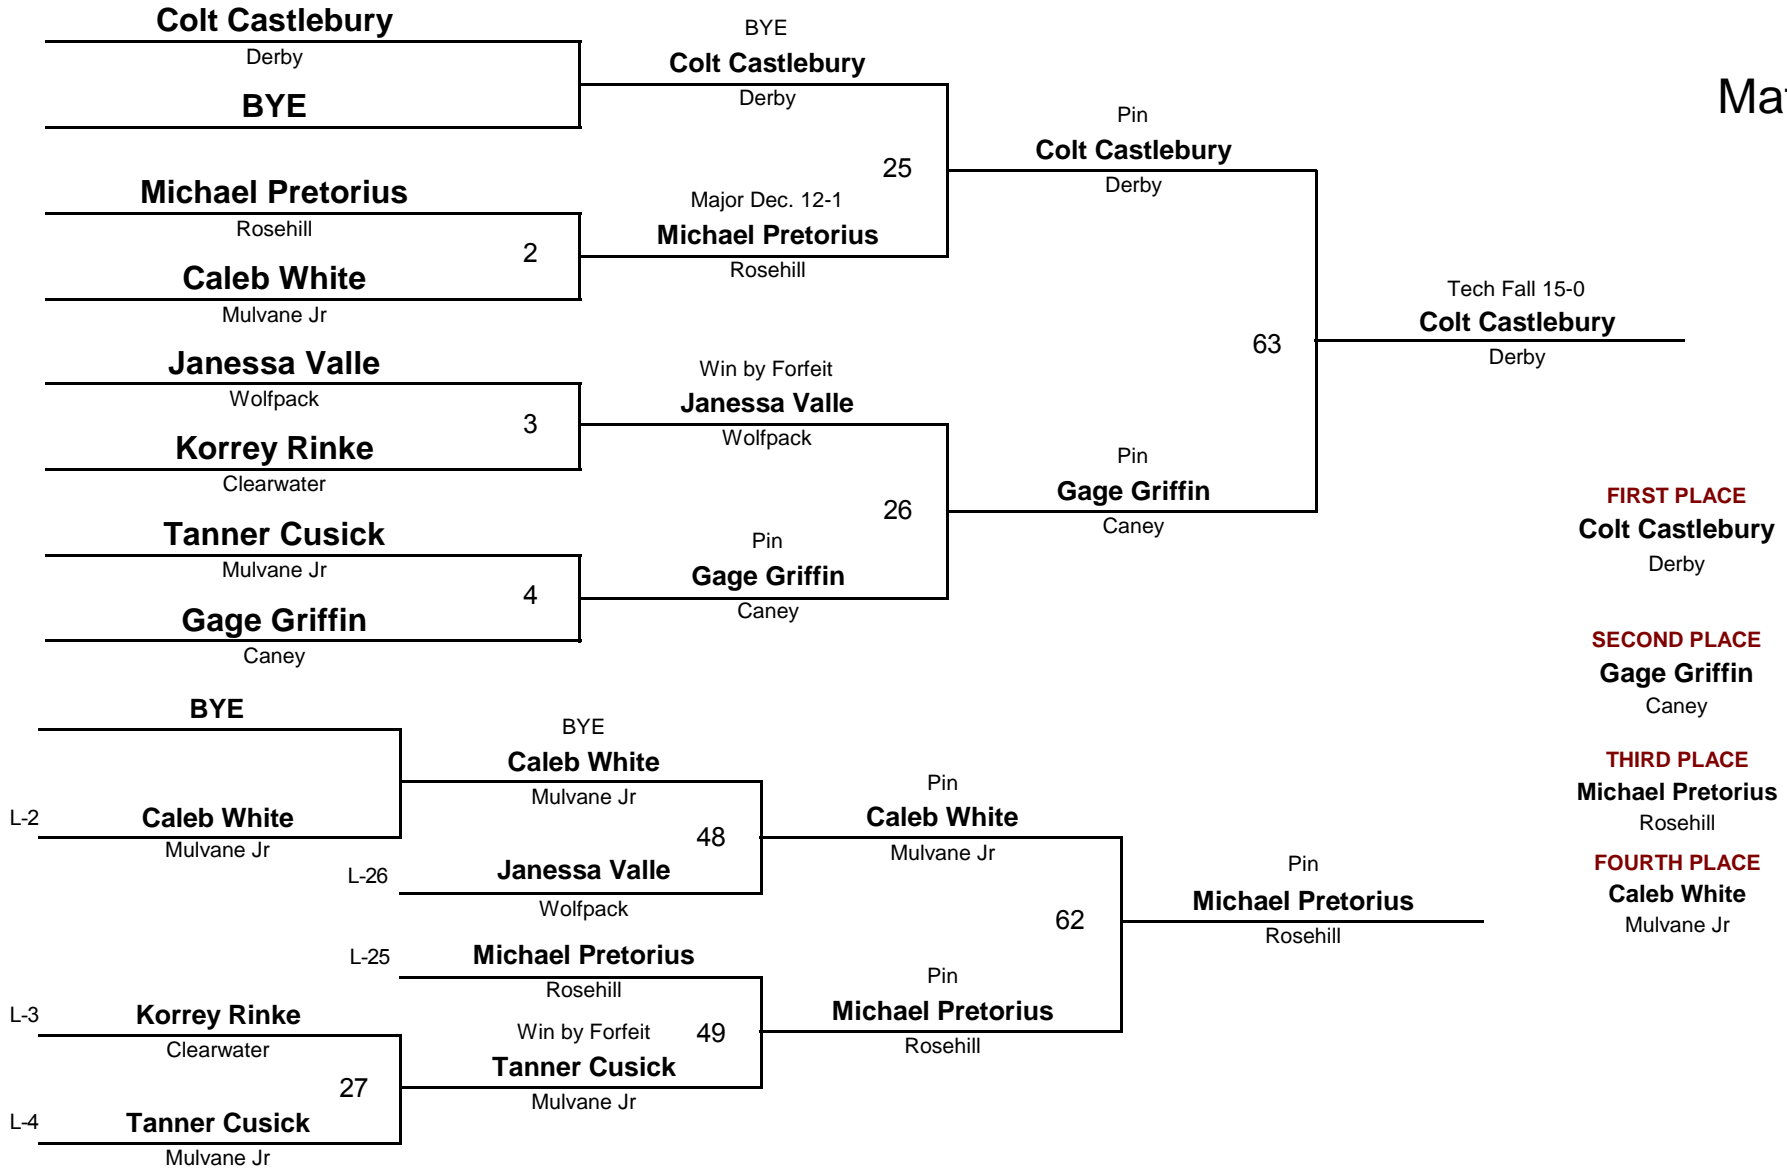 Colt Castlebury
Derby
BYE
Michael Pretorius
Rosehill
2
Caleb White
Mulvane Jr
Janessa Valle
Wolfpack
3
Korrey Rinke
Clearwater
Tanner Cusick
Mulvane Jr
4
Gage Griffin
Caney
BYE
Colt Castlebury
Derby
25
Major Dec. 12-1
Michael Pretorius
Rosehill
Win by Forfeit
Janessa Valle
Wolfpack
26
Pin
Gage Griffin
Caney
Pin
Colt Castlebury
Derby
63
Pin
Gage Griffin
Caney
Tech Fall 15-0
Colt Castlebury
Derby
FIRST PLACE
Colt Castlebury
Derby
SECOND PLACE
Gage Griffin
Caney
THIRD PLACE
Michael Pretorius
Rosehill
FOURTH PLACE
Caleb White
Mulvane Jr
BYE
L-2 Caleb White
Mulvane Jr
L-3 Korrey Rinke
Clearwater
27
L-4 Tanner Cusick
Mulvane Jr
BYE
Caleb White
Mulvane Jr
48
L-26 Janessa Valle
Wolfpack
L-25 Michael Pretorius
Rosehill
Win by Forfeit 49
Tanner Cusick
Mulvane Jr
Pin
Caleb White
Mulvane Jr
62
Pin
Michael Pretorius
Rosehill
Pin
Michael Pretorius
Rosehill